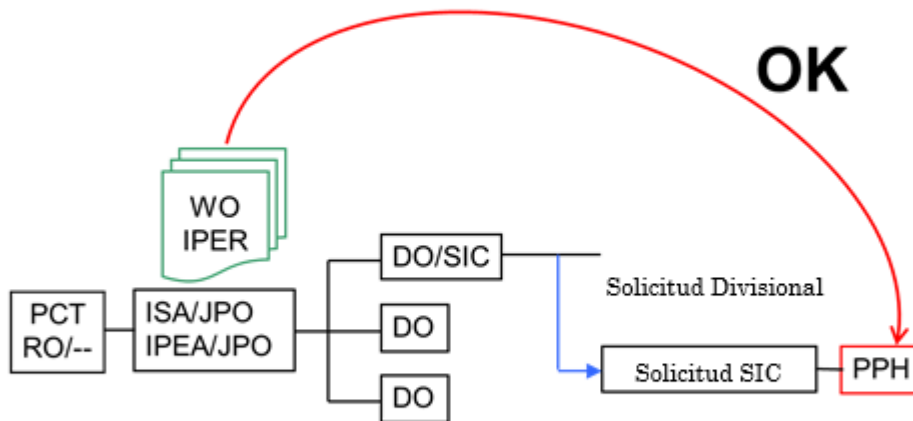 OK
WO
IPER
DO/SIC
Solicitud Divisional
PCT
RO/--
ISA/JPO
IPEA/JPO
DO
Solicitud SIC
PPH
DO